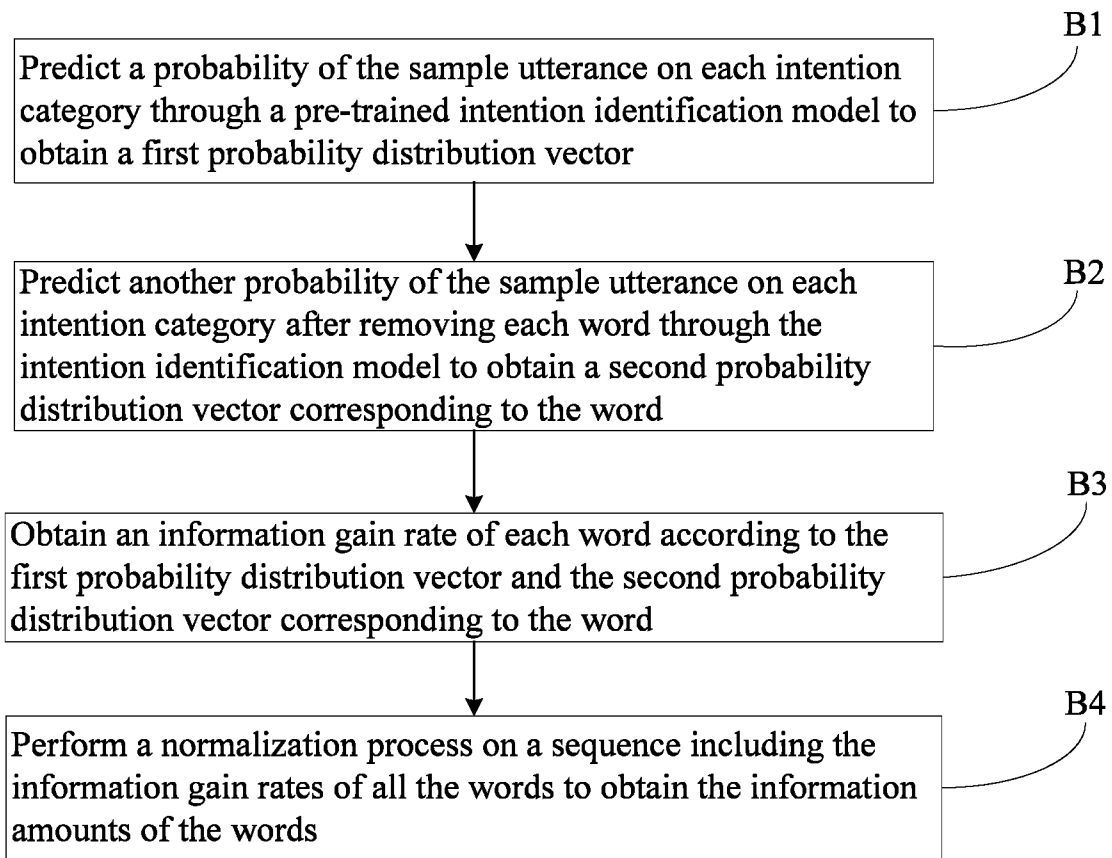 B1
Predict a probability of the sample utterance on each intention
category through a pre-trained intention identification model to
obtain a first probability distribution vector
B2
Predict another probability of the sample utterance on each
intention category after removing each word through the
intention identification model to obtain a second probability
distribution vector corresponding to the word
B3
Obtain an information gain rate of each word according to the
first probability distribution vector and the second probability
distribution vector corresponding to the word
B4
Perform a normalization process on a sequence including the
information gain rates of all the words to obtain the information
amounts of the words